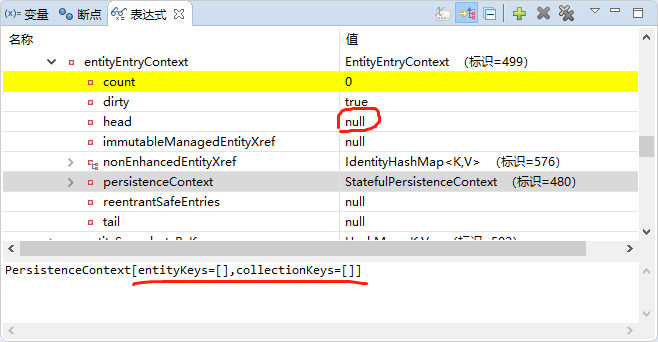 变量 断点 表达式
名称 值
entityEntryContext EntityEntryContext (标识=499)
count 0
dirty true
head null
immutableManagedEntityXref null
nonEnhancedEntityXref IdentityHashMap<K,V> (标识=576)
persistenceContext StatefulPersistenceContext (标识=480)
reentrantSafeEntries null
tail null
PersistenceContext[entityKeys=[],collectionKeys=[]]